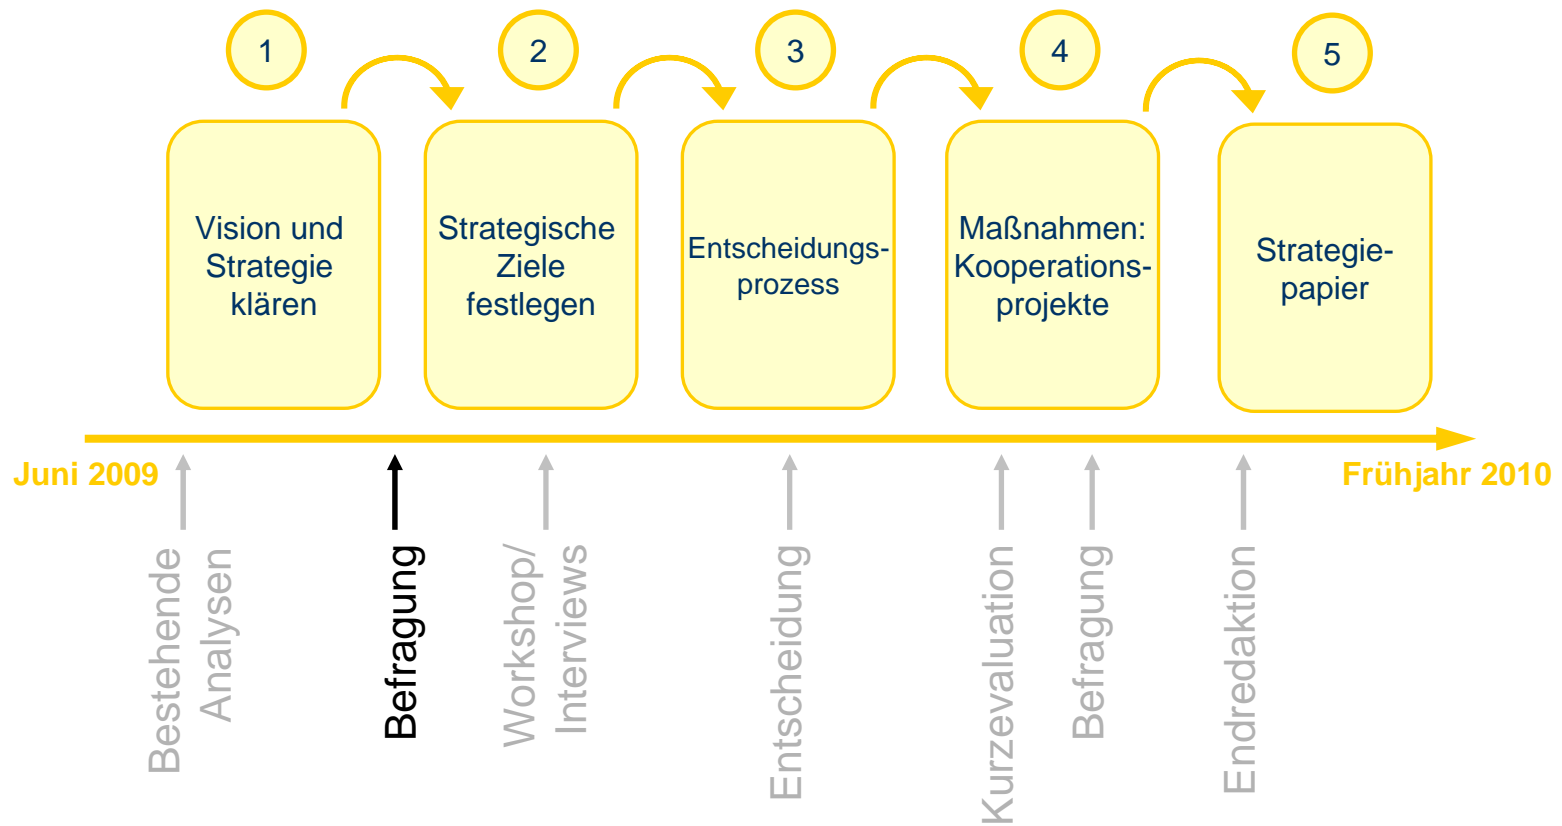 1
2
3
4
5
Vision und
Strategie
klären
Strategische
Ziele
festlegen
Entscheidungs-
prozess
Maßnahmen:
Kooperations-
projekte
Strategie-
papier
Juni 2009
Frühjahr 2010
Bestehende
Analysen
Befragung
Workshop/
Interviews
Entscheidung
Kurzevaluation
Befragung
Endredaktion